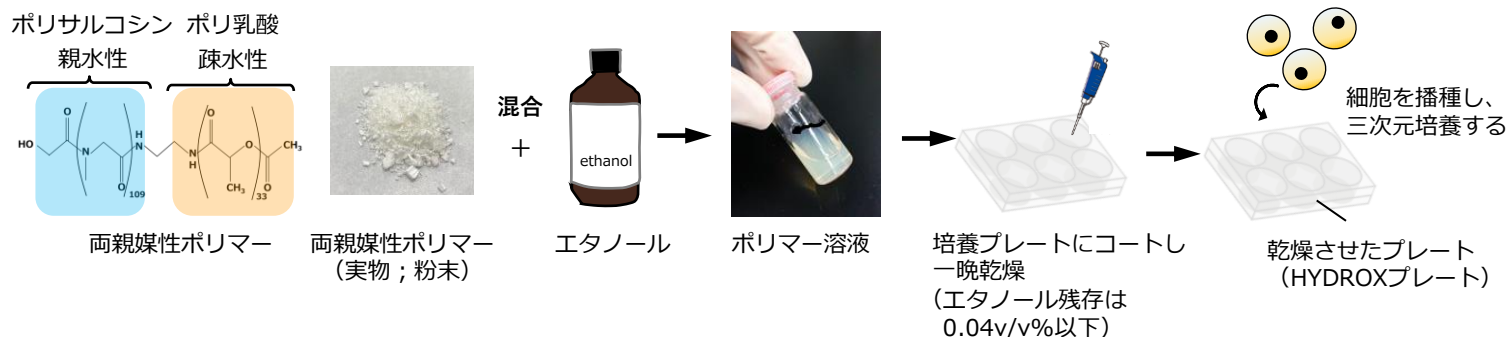 ポリサルコシン
親水性
ポリ乳酸
疎水性
HO
O
N
O
109
H
N
N
H
O
CH₃
O
33
O
CH₃
両親媒性ポリマー
両親媒性ポリマー
（実物；粉末）
混合
+
ethanol
エタノール
ポリマー溶液
培養プレートにコートし
一晩乾燥
（エタノール残存は
0.04v/v%以下）
細胞を播種し、
三次元培養する
乾燥させたプレート
（HYDROXプレート）